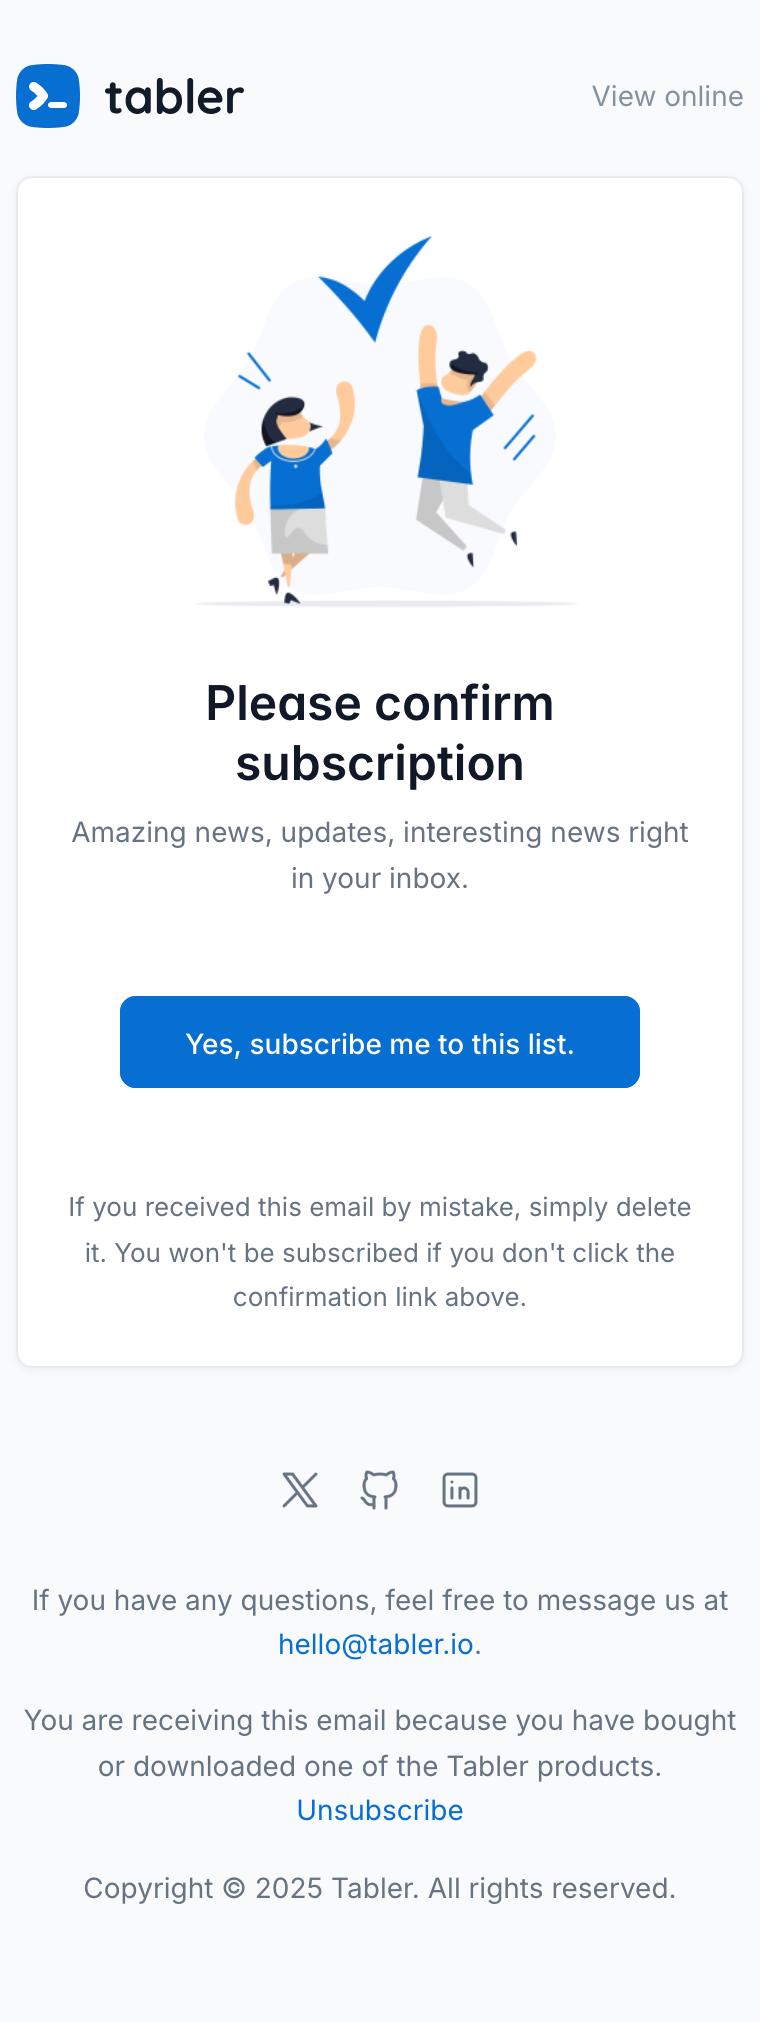 tabler
View online
Please confirm
subscription
Amazing news, updates, interesting news right
in your inbox.
Yes, subscribe me to this list.
If you received this email by mistake, simply delete
it. You won't be subscribed if you don't click the
confirmation link above.
If you have any questions, feel free to message us at
hello@tabler.io.
You are receiving this email because you have bought
or downloaded one of the Tabler products.
Unsubscribe
Copyright © 2025 Tabler. All rights reserved.